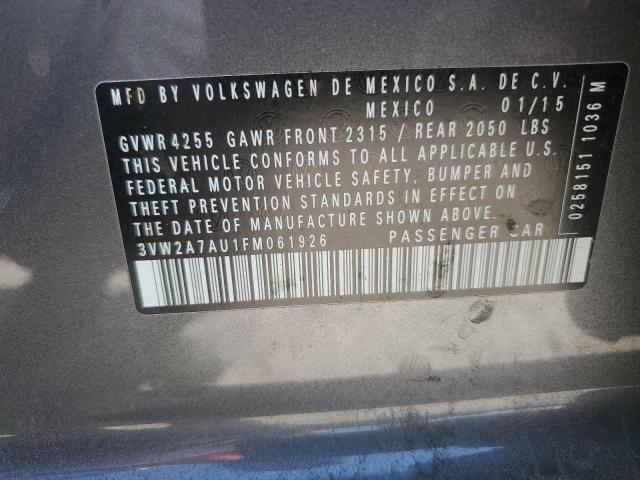 MFD BY VOLKSWAGEN DE MEXICO S.A. DE C.V.
MEXICO 01/15
GVWR 4255 GAWR FRONT 2315 / REAR 2050 LBS
THIS VEHICLE CONFORMS TO ALL APPLICABLE U.S.
FEDERAL MOTOR VEHICLE SAFETY, BUMPER AND
THEFT PREVENTION STANDARDS IN EFFECT ON
THE DATE OF MANUFACTURE SHOWN ABOVE.
3VW2A7AU1FM061926 PASSENGER CAR
0258151 1036 M